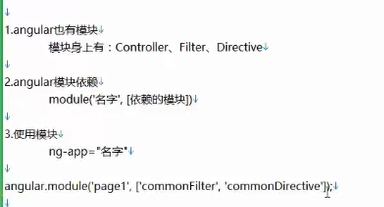 1.angular也有模块
模块身上有：Controller、Filter、Directive
2.angular模块依赖
module('名字', [依赖的模块])
3.使用模块
ng-app="名字"
angular.module('page1', ['commonFilter', 'commonDirective']);